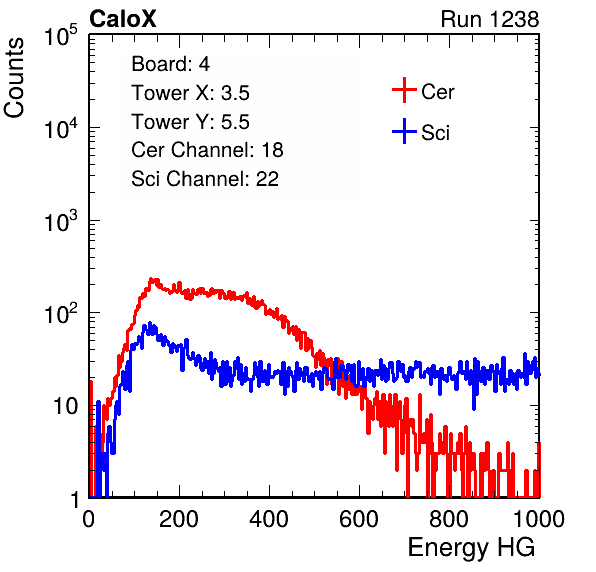 CaloX Run 1238
Counts
10^5
10^4
10^3
10^2
10
1
Board: 4
Tower X: 3.5
Tower Y: 5.5
Cer Channel: 18
Sci Channel: 22
Cer
Sci
0 200 400 600 800 1000
Energy HG